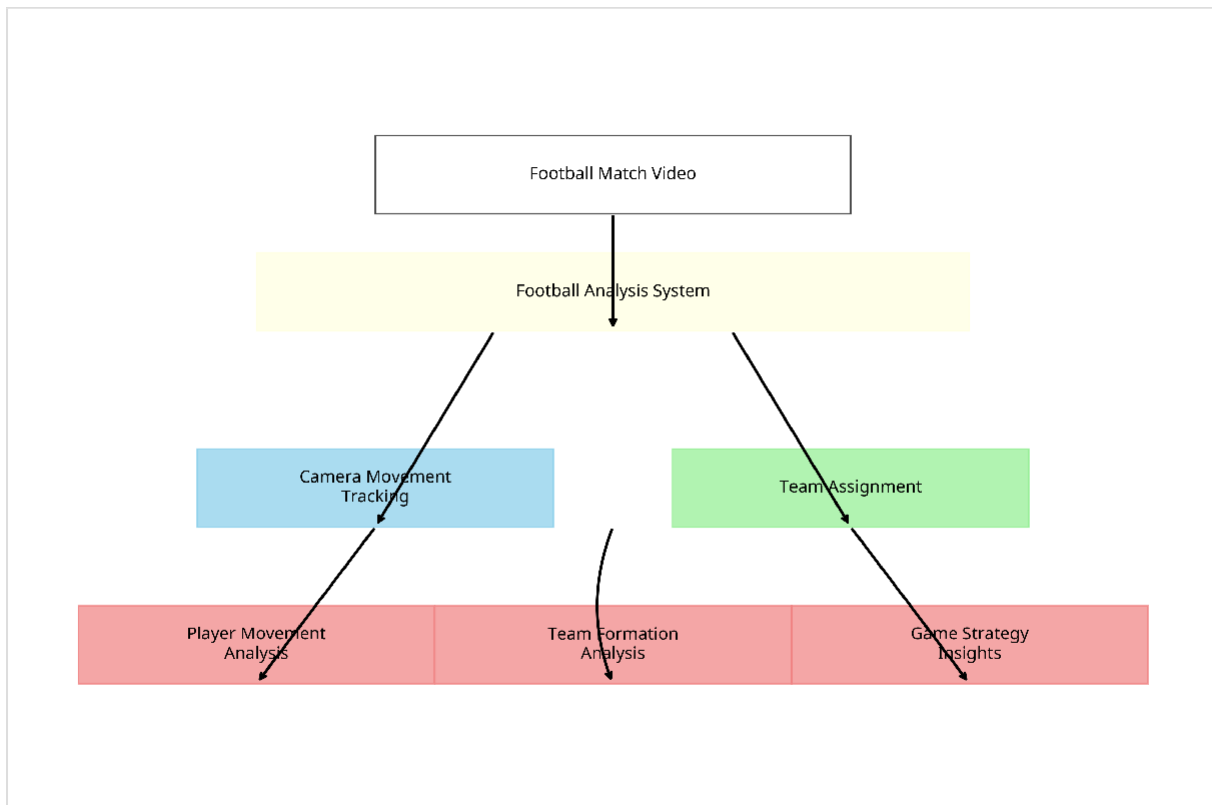 Football Match Video
Football Analysis System
Camera Movement
Tracking
Team Assignment
Player Movement
Analysis
Team Formation
Analysis
Game Strategy
Insights